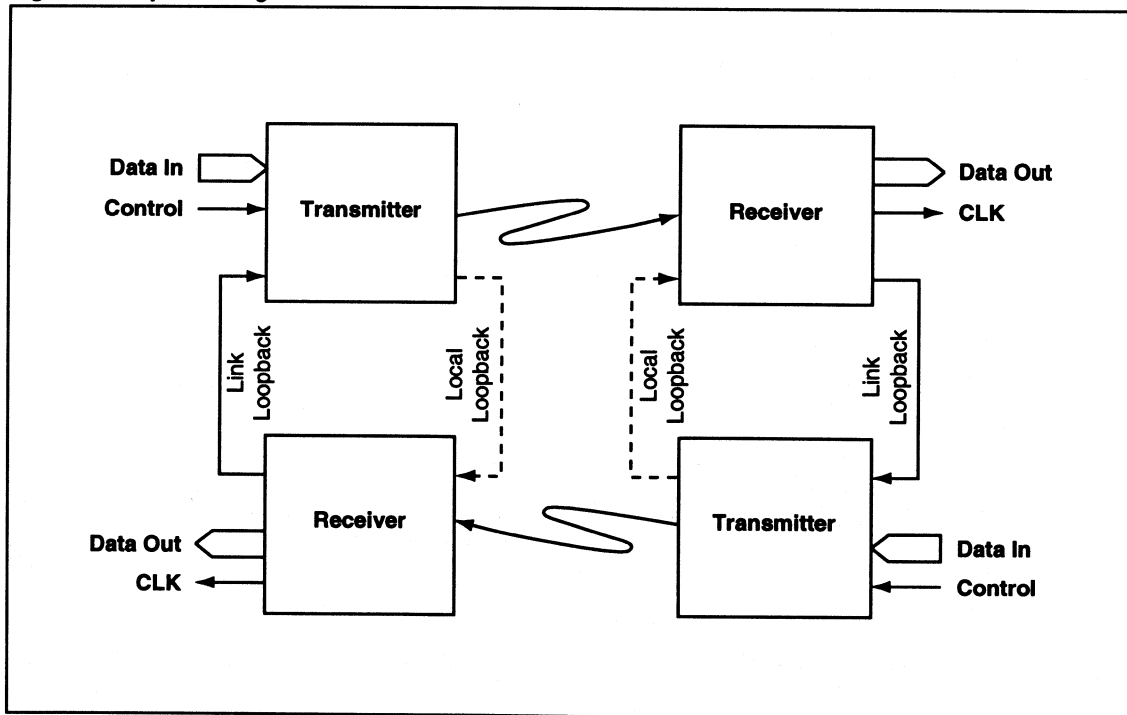 Data In
Control
Transmitter
Receiver
Data Out
CLK
Link
Loopback
Local
Loopback
Local
Loopback
Link
Loopback
Receiver
Data Out
CLK
Transmitter
Data In
Control